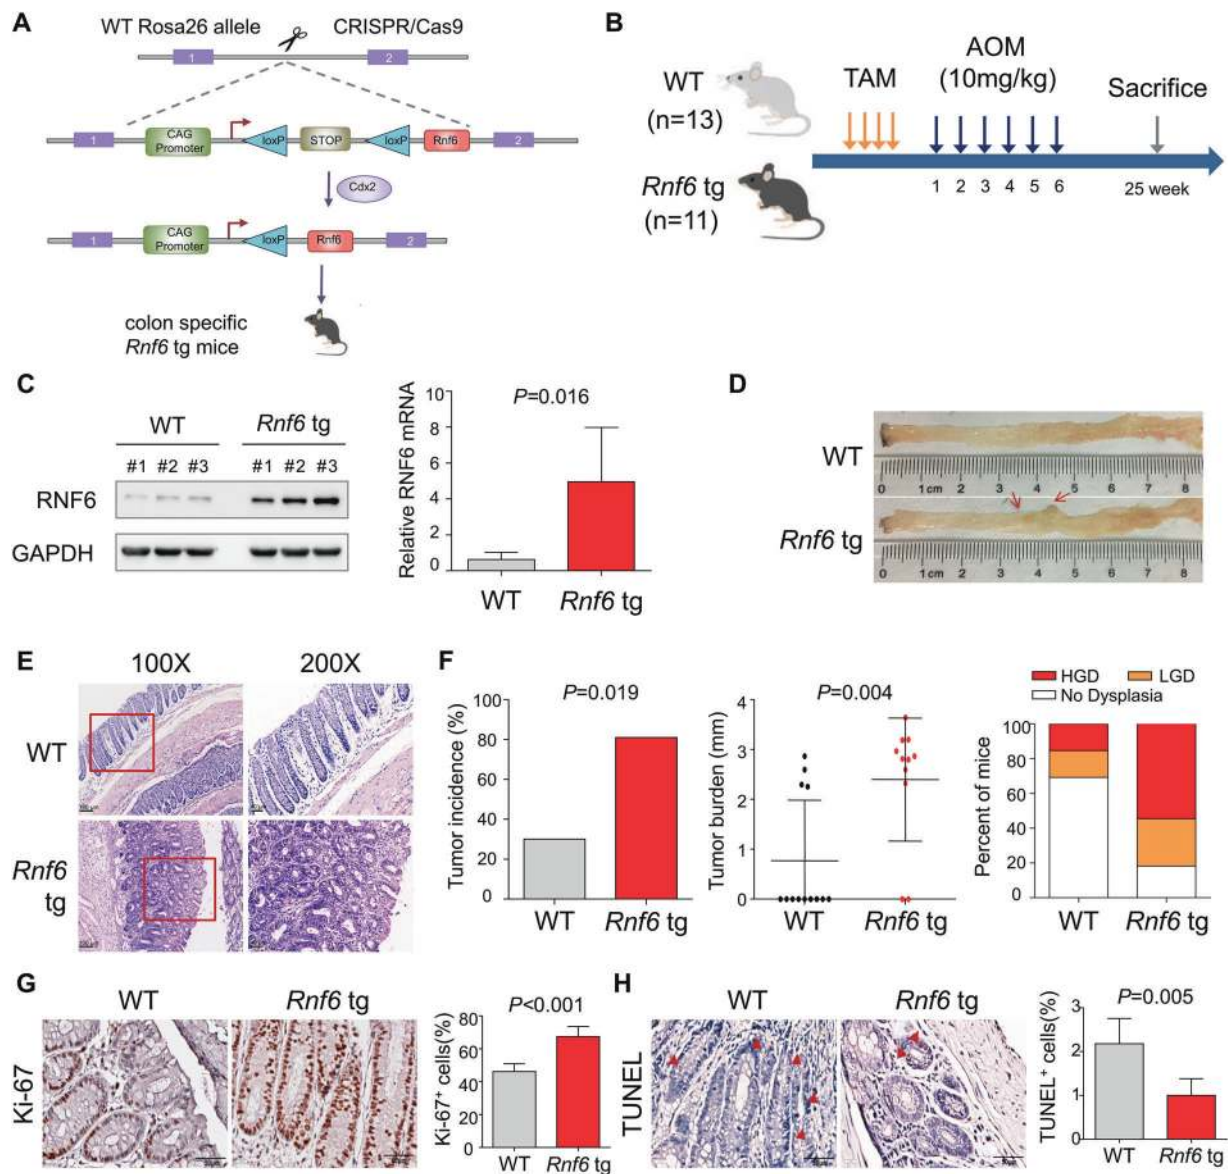 A
WT Rosa26 allele
CRISPR/Cas9
1
2
1
CAG
Promoter
loxP
STOP
loxP
Rnf6
2
Cdx2
1
CAG
Promoter
loxP
Rnf6
2
colon specific
Rnf6 tg mice
B
WT
(n=13)
Rnf6 tg
(n=11)
TAM
AOM
(10mg/kg)
Sacrifice
1 2 3 4 5 6
25 week
C
WT
Rnf6 tg
#1 #2 #3
#1 #2 #3
RNF6
GAPDH
Relative RNF6 mRNA
10
8
6
4
2
0
P=0.016
WT
Rnf6 tg
D
WT
0 1cm 2 3 4 5 6 7 8
Rnf6 tg
0 1cm 2 3 4 5 6 7 8
E
100X
200X
WT
Rnf6
tg
F
Tumor incidence (%)
100
80
60
40
20
0
P=0.019
WT
Rnf6 tg
Tumor burden (mm)
4
3
2
1
0
P=0.004
WT
Rnf6 tg
HGD
LGD
No Dysplasia
Percent of mice
100
80
60
40
20
0
WT
Rnf6 tg
G
WT
Rnf6 tg
Ki-67
Ki-67+ cells(%)
80
60
40
20
0
P<0.001
WT
Rnf6 tg
H
WT
Rnf6 tg
TUNEL
TUNEL+ cells(%)
3
2
1
0
P=0.005
WT
Rnf6 tg